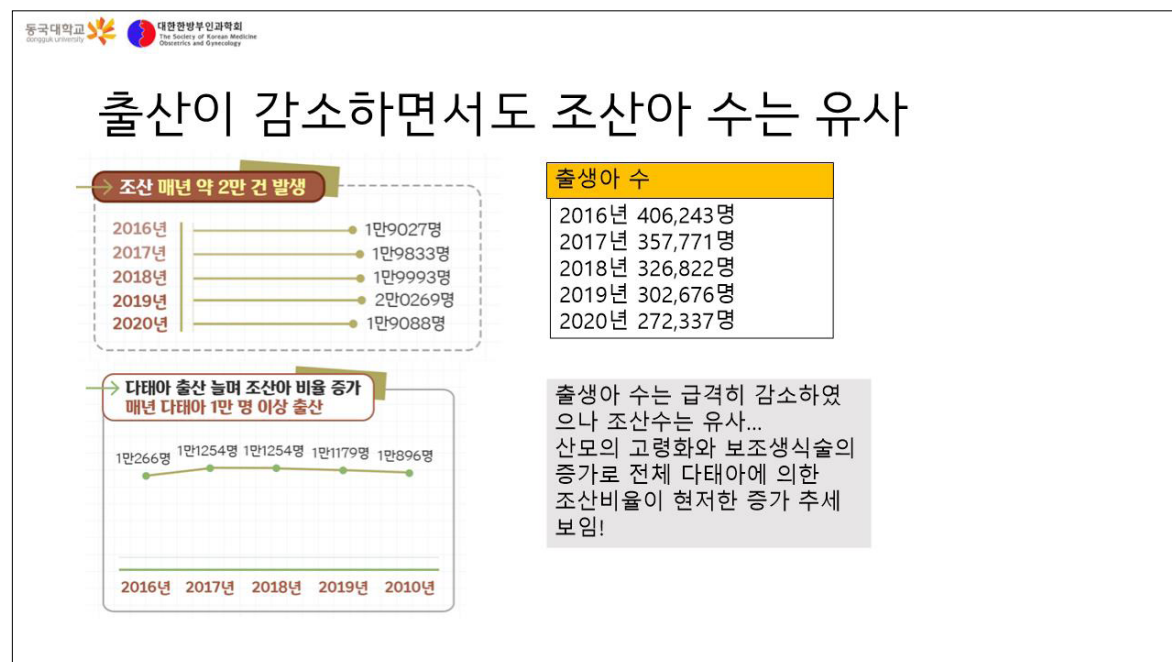 동국대학교
dongguk university
대한한방부인과학회
The Society of Korean Medicine
Obstetrics and Gynecology
출산이 감소하면서도 조산아 수는 유사
조산 매년 약 2만 건 발생
2016년 1만9027명
2017년 1만9833명
2018년 1만9993명
2019년 2만0269명
2020년 1만9088명
출생아 수
2016년 406,243명
2017년 357,771명
2018년 326,822명
2019년 302,676명
2020년 272,337명
다태아 출산 늘며 조산아 비율 증가
매년 다태아 1만 명 이상 출산
1만266명 1만1254명 1만1254명 1만1179명 1만896명
2016년 2017년 2018년 2019년 2010년
출생아 수는 급격히 감소하였
으나 조산수는 유사...
산모의 고령화와 보조생식술의
증가로 전체 다태아에 의한
조산비율이 현저한 증가 추세
보임!